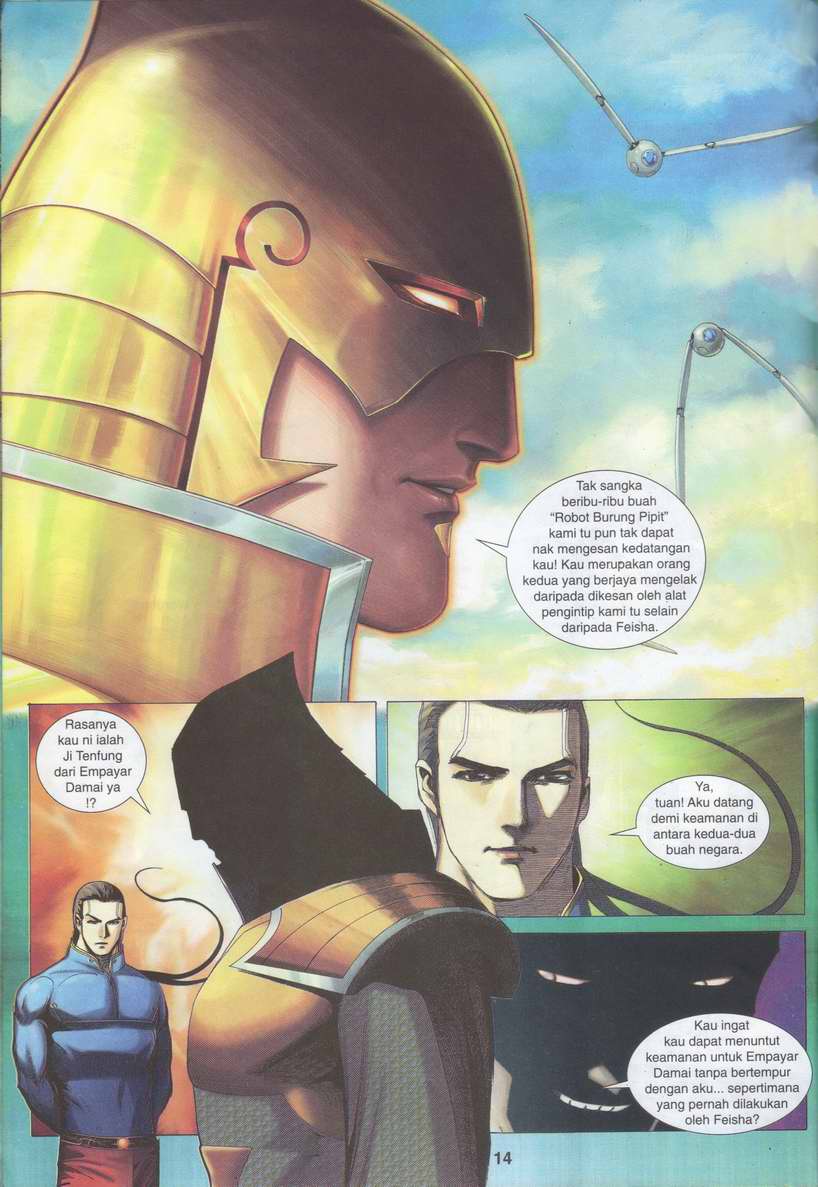 Tak sangka
beribu-ribu buah
“Robot Burung Pipit”
kami tu pun tak dapat
nak mengesan kedatangan
kau! Kau merupakan orang
kedua yang berjaya mengelak
daripada dikesan oleh alat
pengintip kami tu selain
daripada Feisha.
Rasanya
kau ni ialah
Ji Tenfung
dari Empayar
Damai ya
!?
Ya,
tuan! Aku datang
demi keamanan di
antara kedua-dua
buah negara.
Kau ingat
kau dapat menuntut
keamanan untuk Empayar
Damai tanpa bertempur
dengan aku... sepertimana
yang pernah dilakukan
oleh Feisha?
14